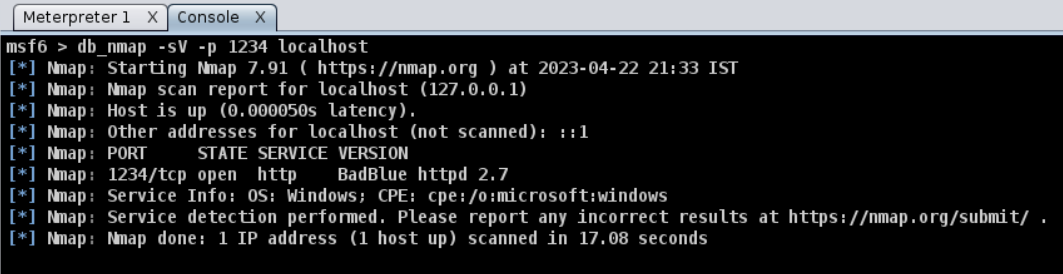 Meterpreter 1 X Console X
msf6 > db_nmap -sV -p 1234 localhost
[*] Nmap: Starting Nmap 7.91 ( https://nmap.org ) at 2023-04-22 21:33 IST
[*] Nmap: Nmap scan report for localhost (127.0.0.1)
[*] Nmap: Host is up (0.000050s latency).
[*] Nmap: Other addresses for localhost (not scanned): ::1
[*] Nmap: PORT     STATE SERVICE VERSION
[*] Nmap: 1234/tcp open  http    BadBlue httpd 2.7
[*] Nmap: Service Info: OS: Windows; CPE: cpe:/o:microsoft:windows
[*] Nmap: Service detection performed. Please report any incorrect results at https://nmap.org/submit/ .
[*] Nmap: Nmap done: 1 IP address (1 host up) scanned in 17.08 seconds